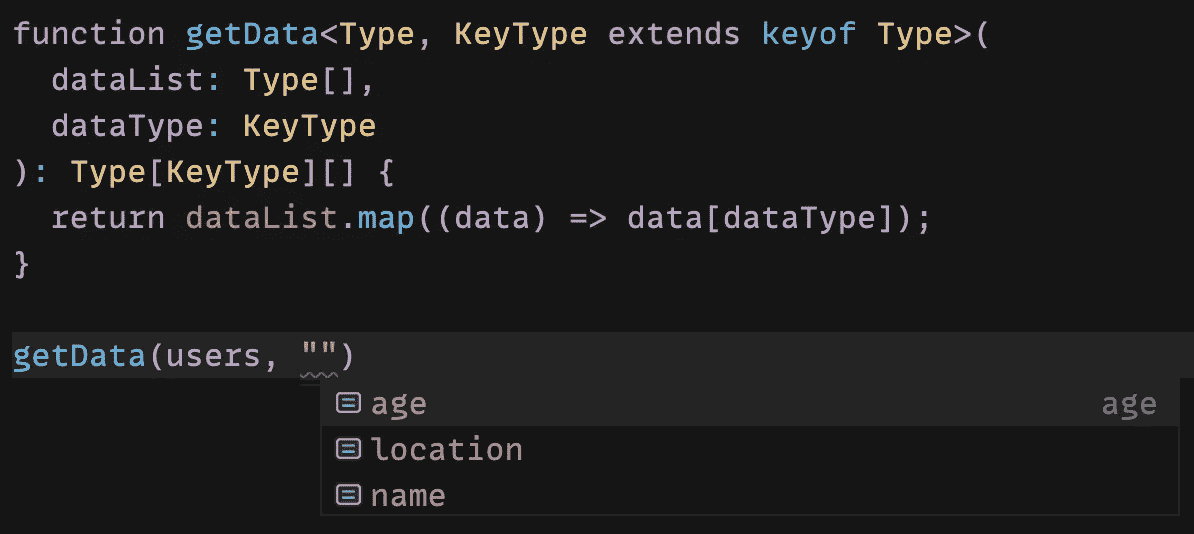 function getData<Type, KeyType extends keyof Type>(
  dataList: Type[],
  dataType: KeyType
): Type[KeyType][] {
  return dataList.map((data) => data[dataType]);
}
getData(users, "")
age age
location
name